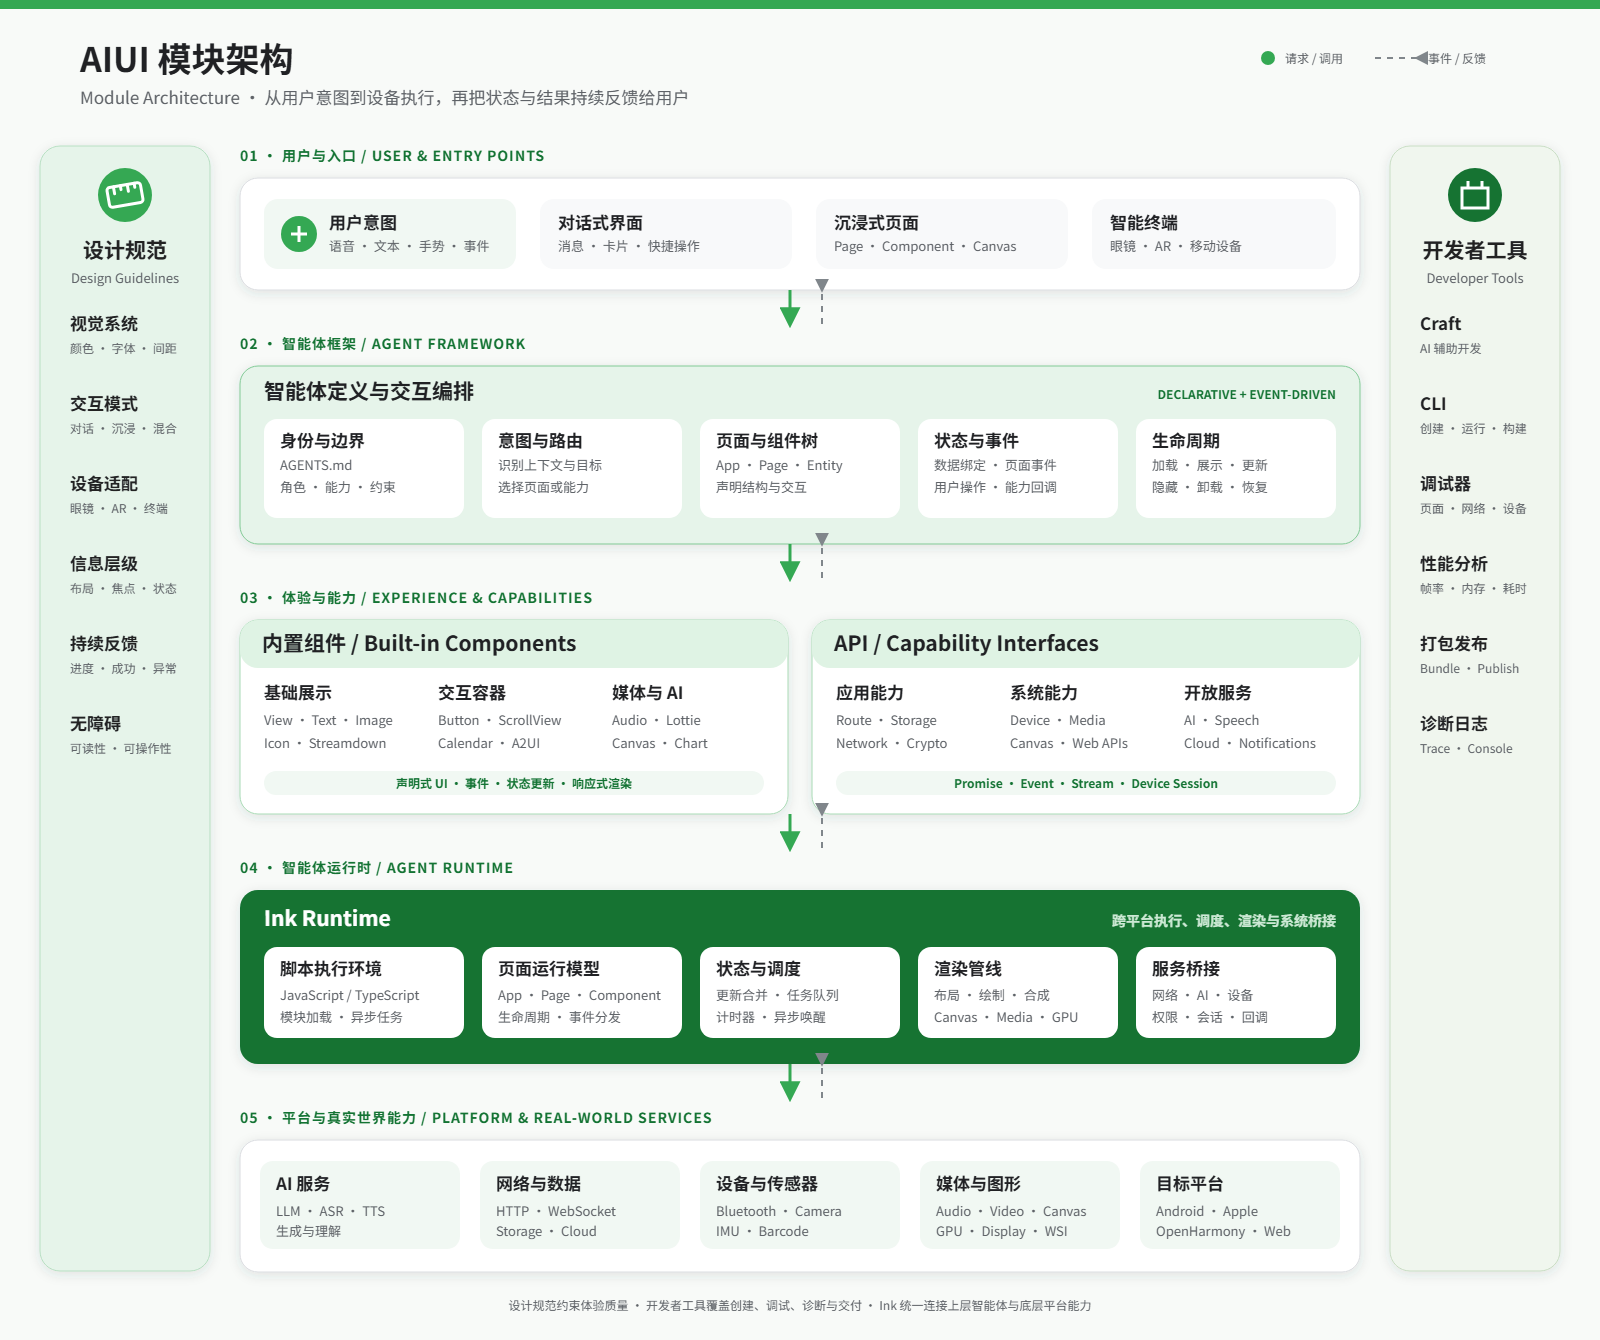 AIUI 模块架构
Module Architecture • 从用户意图到设备执行，再把状态与结果持续反馈给用户
请求 / 调用
事件 / 反馈
设计规范
Design Guidelines
视觉系统
颜色 • 字体 • 间距
交互模式
对话 • 沉浸 • 混合
设备适配
眼镜 • AR • 终端
信息层级
布局 • 焦点 • 状态
持续反馈
进度 • 成功 • 异常
无障碍
可读性 • 可操作性
01 • 用户与入口 / USER & ENTRY POINTS
用户意图
语音 • 文本 • 手势 • 事件
对话式界面
消息 • 卡片 • 快捷操作
沉浸式页面
Page • Component • Canvas
智能终端
眼镜 • AR • 移动设备
02 • 智能体框架 / AGENT FRAMEWORK
智能体定义与交互编排
DECLARATIVE + EVENT-DRIVEN
身份与边界
AGENTS.md
角色 • 能力 • 约束
意图与路由
识别上下文与目标
选择页面或能力
页面与组件树
App • Page • Entity
声明结构与交互
状态与事件
数据绑定 • 页面事件
用户操作 • 能力回调
生命周期
加载 • 展示 • 更新
隐藏 • 卸载 • 恢复
03 • 体验与能力 / EXPERIENCE & CAPABILITIES
内置组件 / Built-in Components
基础展示
View • Text • Image
Icon • Streamdown
交互容器
Button • ScrollView
Calendar • A2UI
媒体与 AI
Audio • Lottie
Canvas • Chart
声明式 UI • 事件 • 状态更新 • 响应式渲染
API / Capability Interfaces
应用能力
Route • Storage
Network • Crypto
系统能力
Device • Media
Canvas • Web APIs
开放服务
AI • Speech
Cloud • Notifications
Promise • Event • Stream • Device Session
04 • 智能体运行时 / AGENT RUNTIME
Ink Runtime
跨平台执行、调度、渲染与系统桥接
脚本执行环境
JavaScript / TypeScript
模块加载 • 异步任务
页面运行模型
App • Page • Component
生命周期 • 事件分发
状态与调度
更新合并 • 任务队列
计时器 • 异步唤醒
渲染管线
布局 • 绘制 • 合成
Canvas • Media • GPU
服务桥接
网络 • AI • 设备
权限 • 会话 • 回调
05 • 平台与真实世界能力 / PLATFORM & REAL-WORLD SERVICES
AI 服务
LLM • ASR • TTS
生成与理解
网络与数据
HTTP • WebSocket
Storage • Cloud
设备与传感器
Bluetooth • Camera
IMU • Barcode
媒体与图形
Audio • Video • Canvas
GPU • Display • WSI
目标平台
Android • Apple
OpenHarmony • Web
开发者工具
Developer Tools
Craft
AI 辅助开发
CLI
创建 • 运行 • 构建
调试器
页面 • 网络 • 设备
性能分析
帧率 • 内存 • 耗时
打包发布
Bundle • Publish
诊断日志
Trace • Console
设计规范约束体验质量 • 开发者工具覆盖创建、调试、诊断与交付 • Ink 统一连接上层智能体与底层平台能力